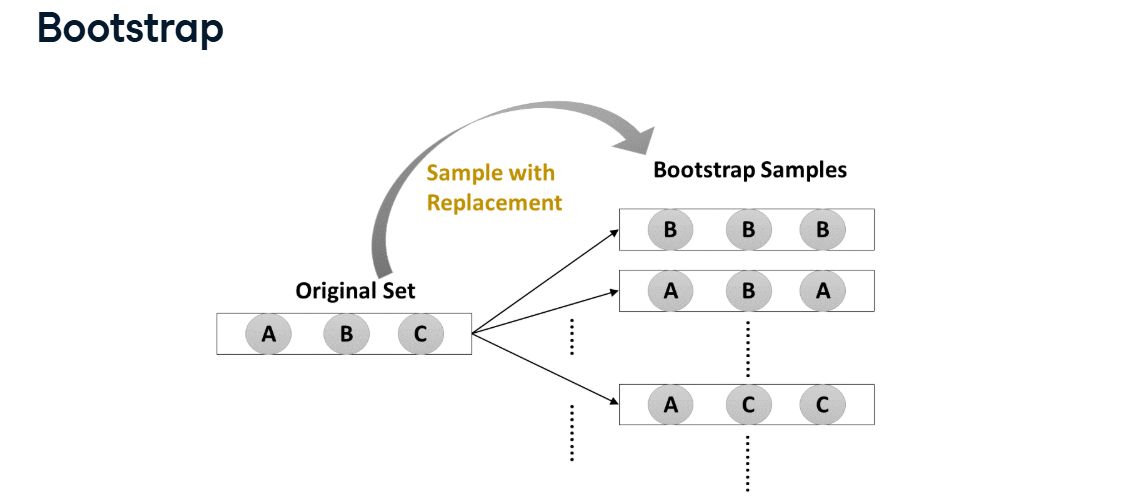 Bootstrap
Sample with
Replacement
Bootstrap Samples
B B B
A B A
Original Set
A B C
A C C